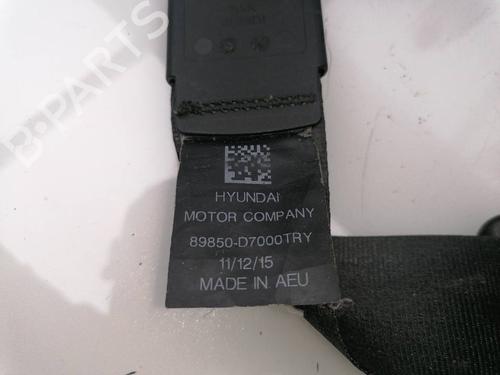 B-PARTS
HYUNDAI
MOTOR COMPANY
89850-D7000TRY
11/12/15
MADE IN AEU